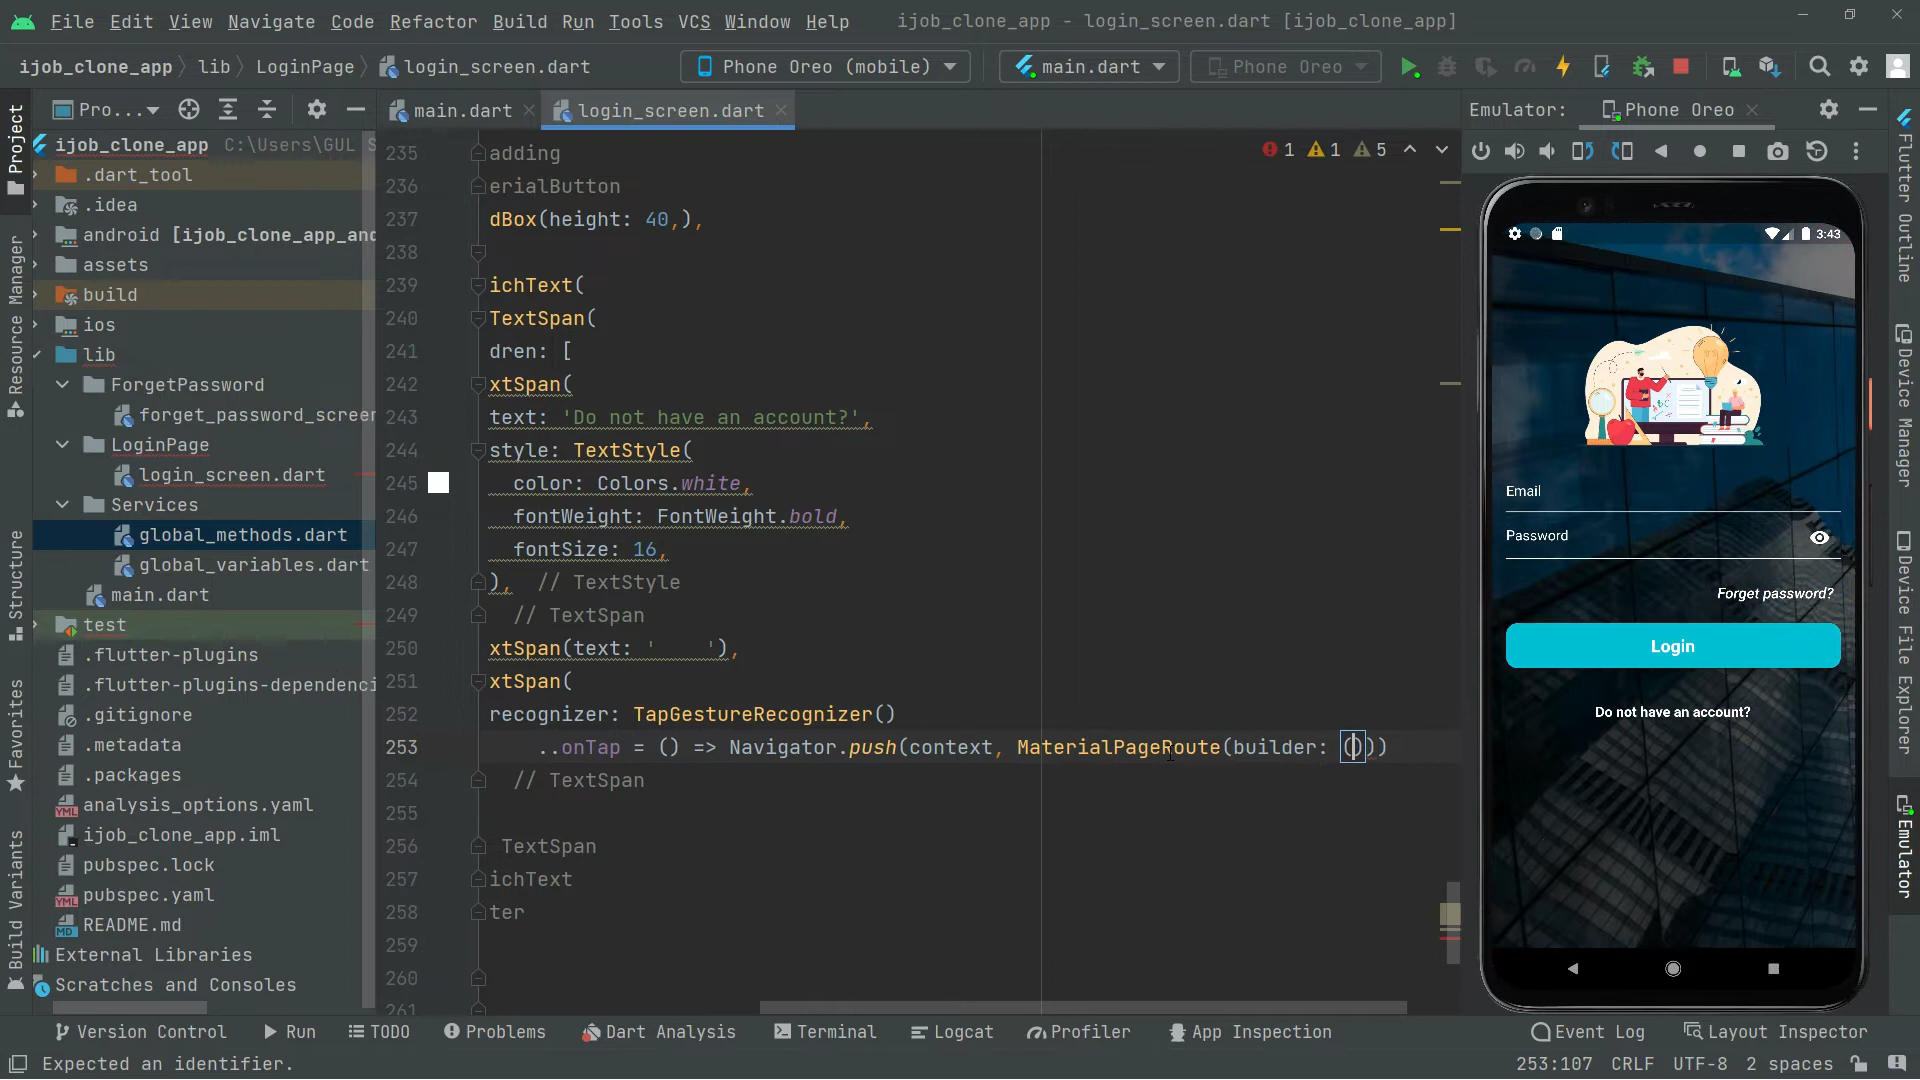 File Edit View Navigate Code Refactor Build Run Tools VCS Window Help ijob_clone_app - login_screen.dart [ijob_clone_app]
ijob_clone_app lib LoginPage login_screen.dart Phone Oreo (mobile) main.dart Phone Oreo
Pro... main.dart login_screen.dart Emulator: Phone Oreo
ijob_clone_app C:\Users\GUL S
.dart_tool
.idea
android [ijob_clone_app_and
assets
build
ios
lib
ForgetPassword
forget_password_screen
LoginPage
login_screen.dart
Services
global_methods.dart
global_variables.dart
main.dart
test
.flutter-plugins
.flutter-plugins-dependenci
.gitignore
.metadata
.packages
analysis_options.yaml
ijob_clone_app.iml
pubspec.lock
pubspec.yaml
README.md
External Libraries
Scratches and Consoles
Project
Resource Manager
Structure
Favorites
Build Variants
1 1 5
235 adding
236 erialButton
237 dBox(height: 40,),
238
239 ichText(
240 TextSpan(
241 dren: [
242 xtSpan(
243 text: 'Do not have an account?',
244 style: TextStyle(
245 color: Colors.white,
246 fontWeight: FontWeight.bold,
247 fontSize: 16,
248 ), // TextStyle
249 // TextSpan
250 xtSpan(text: '    '),
251 xtSpan(
252 recognizer: TapGestureRecognizer()
253 ..onTap = () => Navigator.push(context, MaterialPageRoute(builder: ()))
254 // TextSpan
255
256 TextSpan
257 ichText
258 ter
259
260
261
3:43
Email
Password
Forget password?
Login
Do not have an account?
Flutter Outline
Device Manager
Device File Explorer
Emulator
Version Control Run TODO Problems Dart Analysis Terminal Logcat Profiler App Inspection Event Log Layout Inspector
Expected an identifier. 253:107 CRLF UTF-8 2 spaces